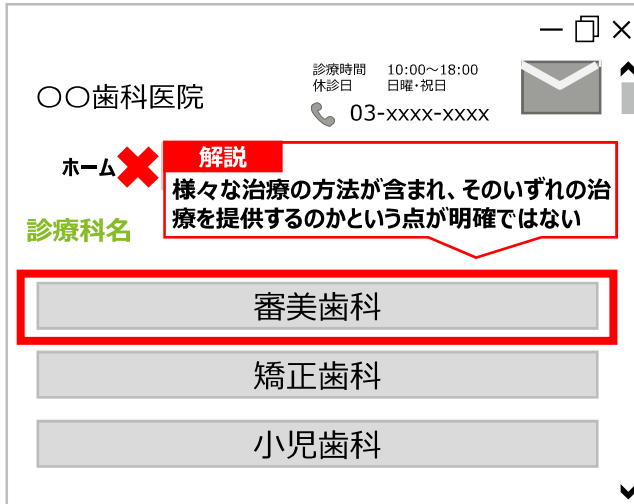 診療時間 10:00～18:00
休診日 日曜・祝日
〇〇歯科医院
03-xxxx-xxxx
ホーム
解説
様々な治療の方法が含まれ、そのいずれの治
療を提供するのかという点が明確ではない
診療科名
審美歯科
矯正歯科
小児歯科